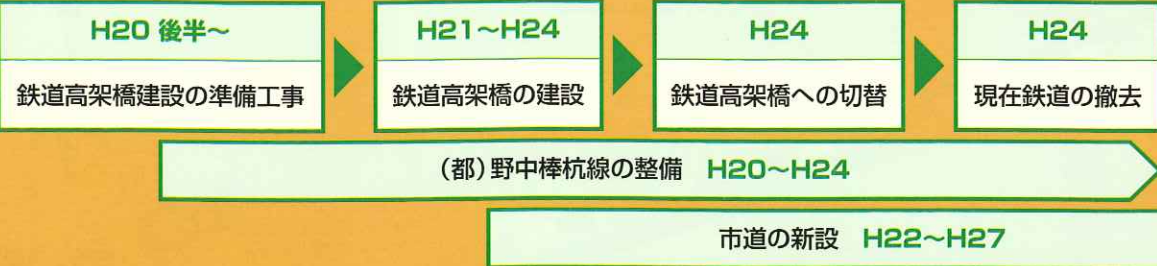 H20 後半～
鉄道高架橋建設の準備工事
H21～H24
鉄道高架橋の建設
H24
鉄道高架橋への切替
H24
現在鉄道の撤去
(都)野中棒杭線の整備 H20～H24
市道の新設 H22～H27